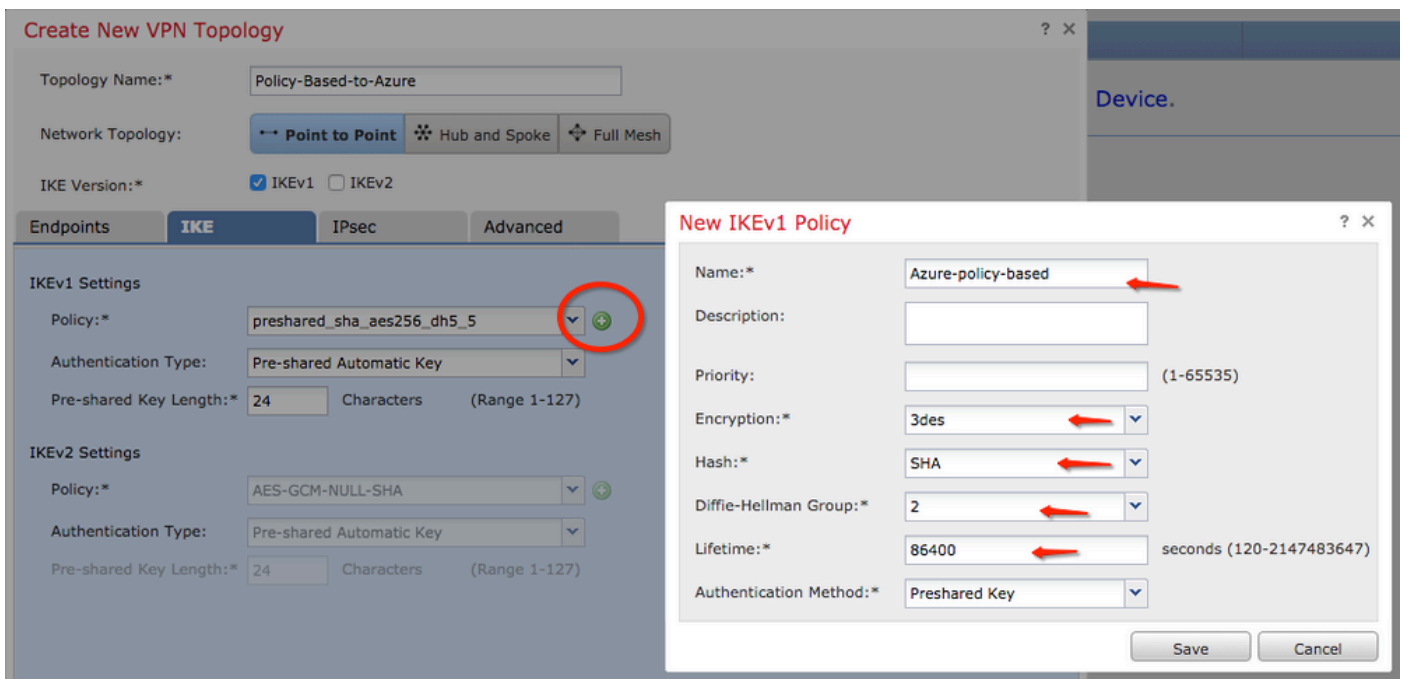 Create New VPN Topology
?
Topology Name:* Policy-Based-to-Azure
Device.
Network Topology: Point to Point Hub and Spoke Full Mesh
IKE Version:* IKEv1 IKEv2
Endpoints IKE IPsec Advanced
IKEv1 Settings
Policy:* preshared_sha_aes256_dh5_5
Authentication Type: Pre-shared Automatic Key
Pre-shared Key Length:* 24 Characters (Range 1-127)
IKEv2 Settings
Policy:* AES-GCM-NULL-SHA
Authentication Type: Pre-shared Automatic Key
Pre-shared Key Length:* 24 Characters (Range 1-127)
New IKEv1 Policy
?
Name:* Azure-policy-based
Description:
Priority: (1-65535)
Encryption:* 3des
Hash:* SHA
Diffie-Hellman Group:* 2
Lifetime:* 86400 seconds (120-2147483647)
Authentication Method:* Preshared Key
Save Cancel